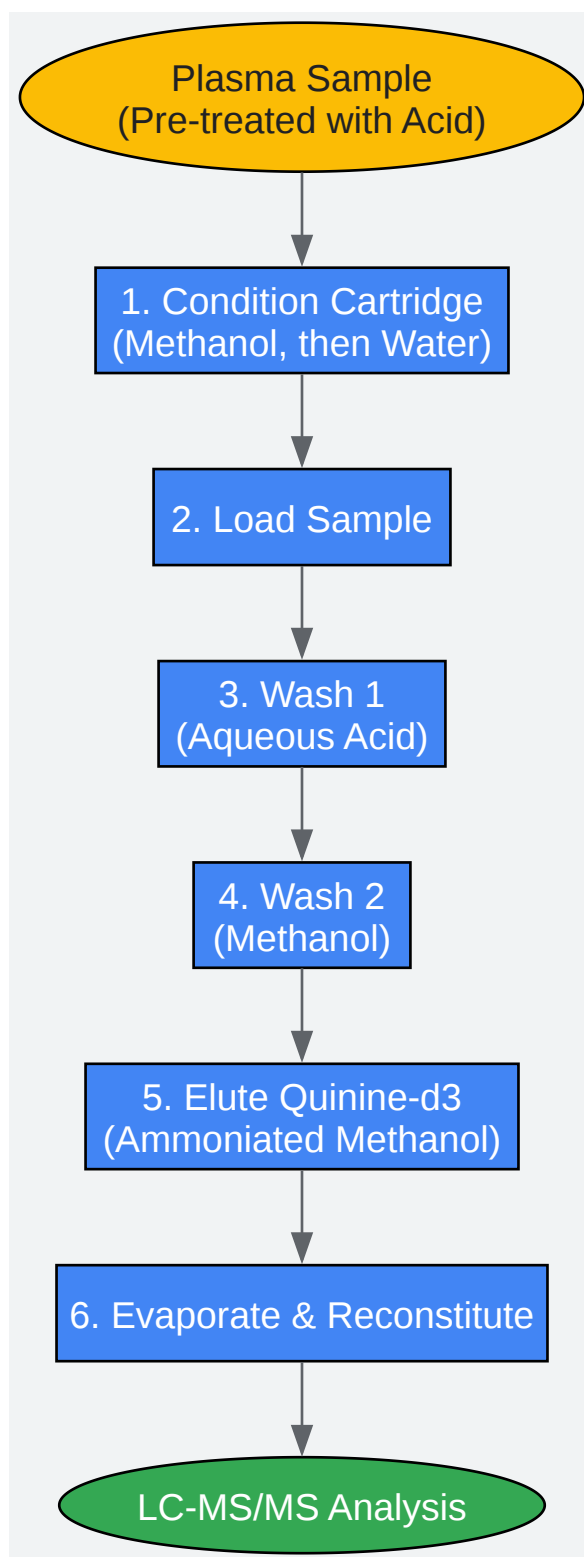 Plasma Sample
(Pre-treated with Acid)
1. Condition Cartridge
(Methanol, then Water)
2. Load Sample
3. Wash 1
(Aqueous Acid)
4. Wash 2
(Methanol)
5. Elute Quinine-d3
(Ammoniated Methanol)
6. Evaporate & Reconstitute
LC-MS/MS Analysis